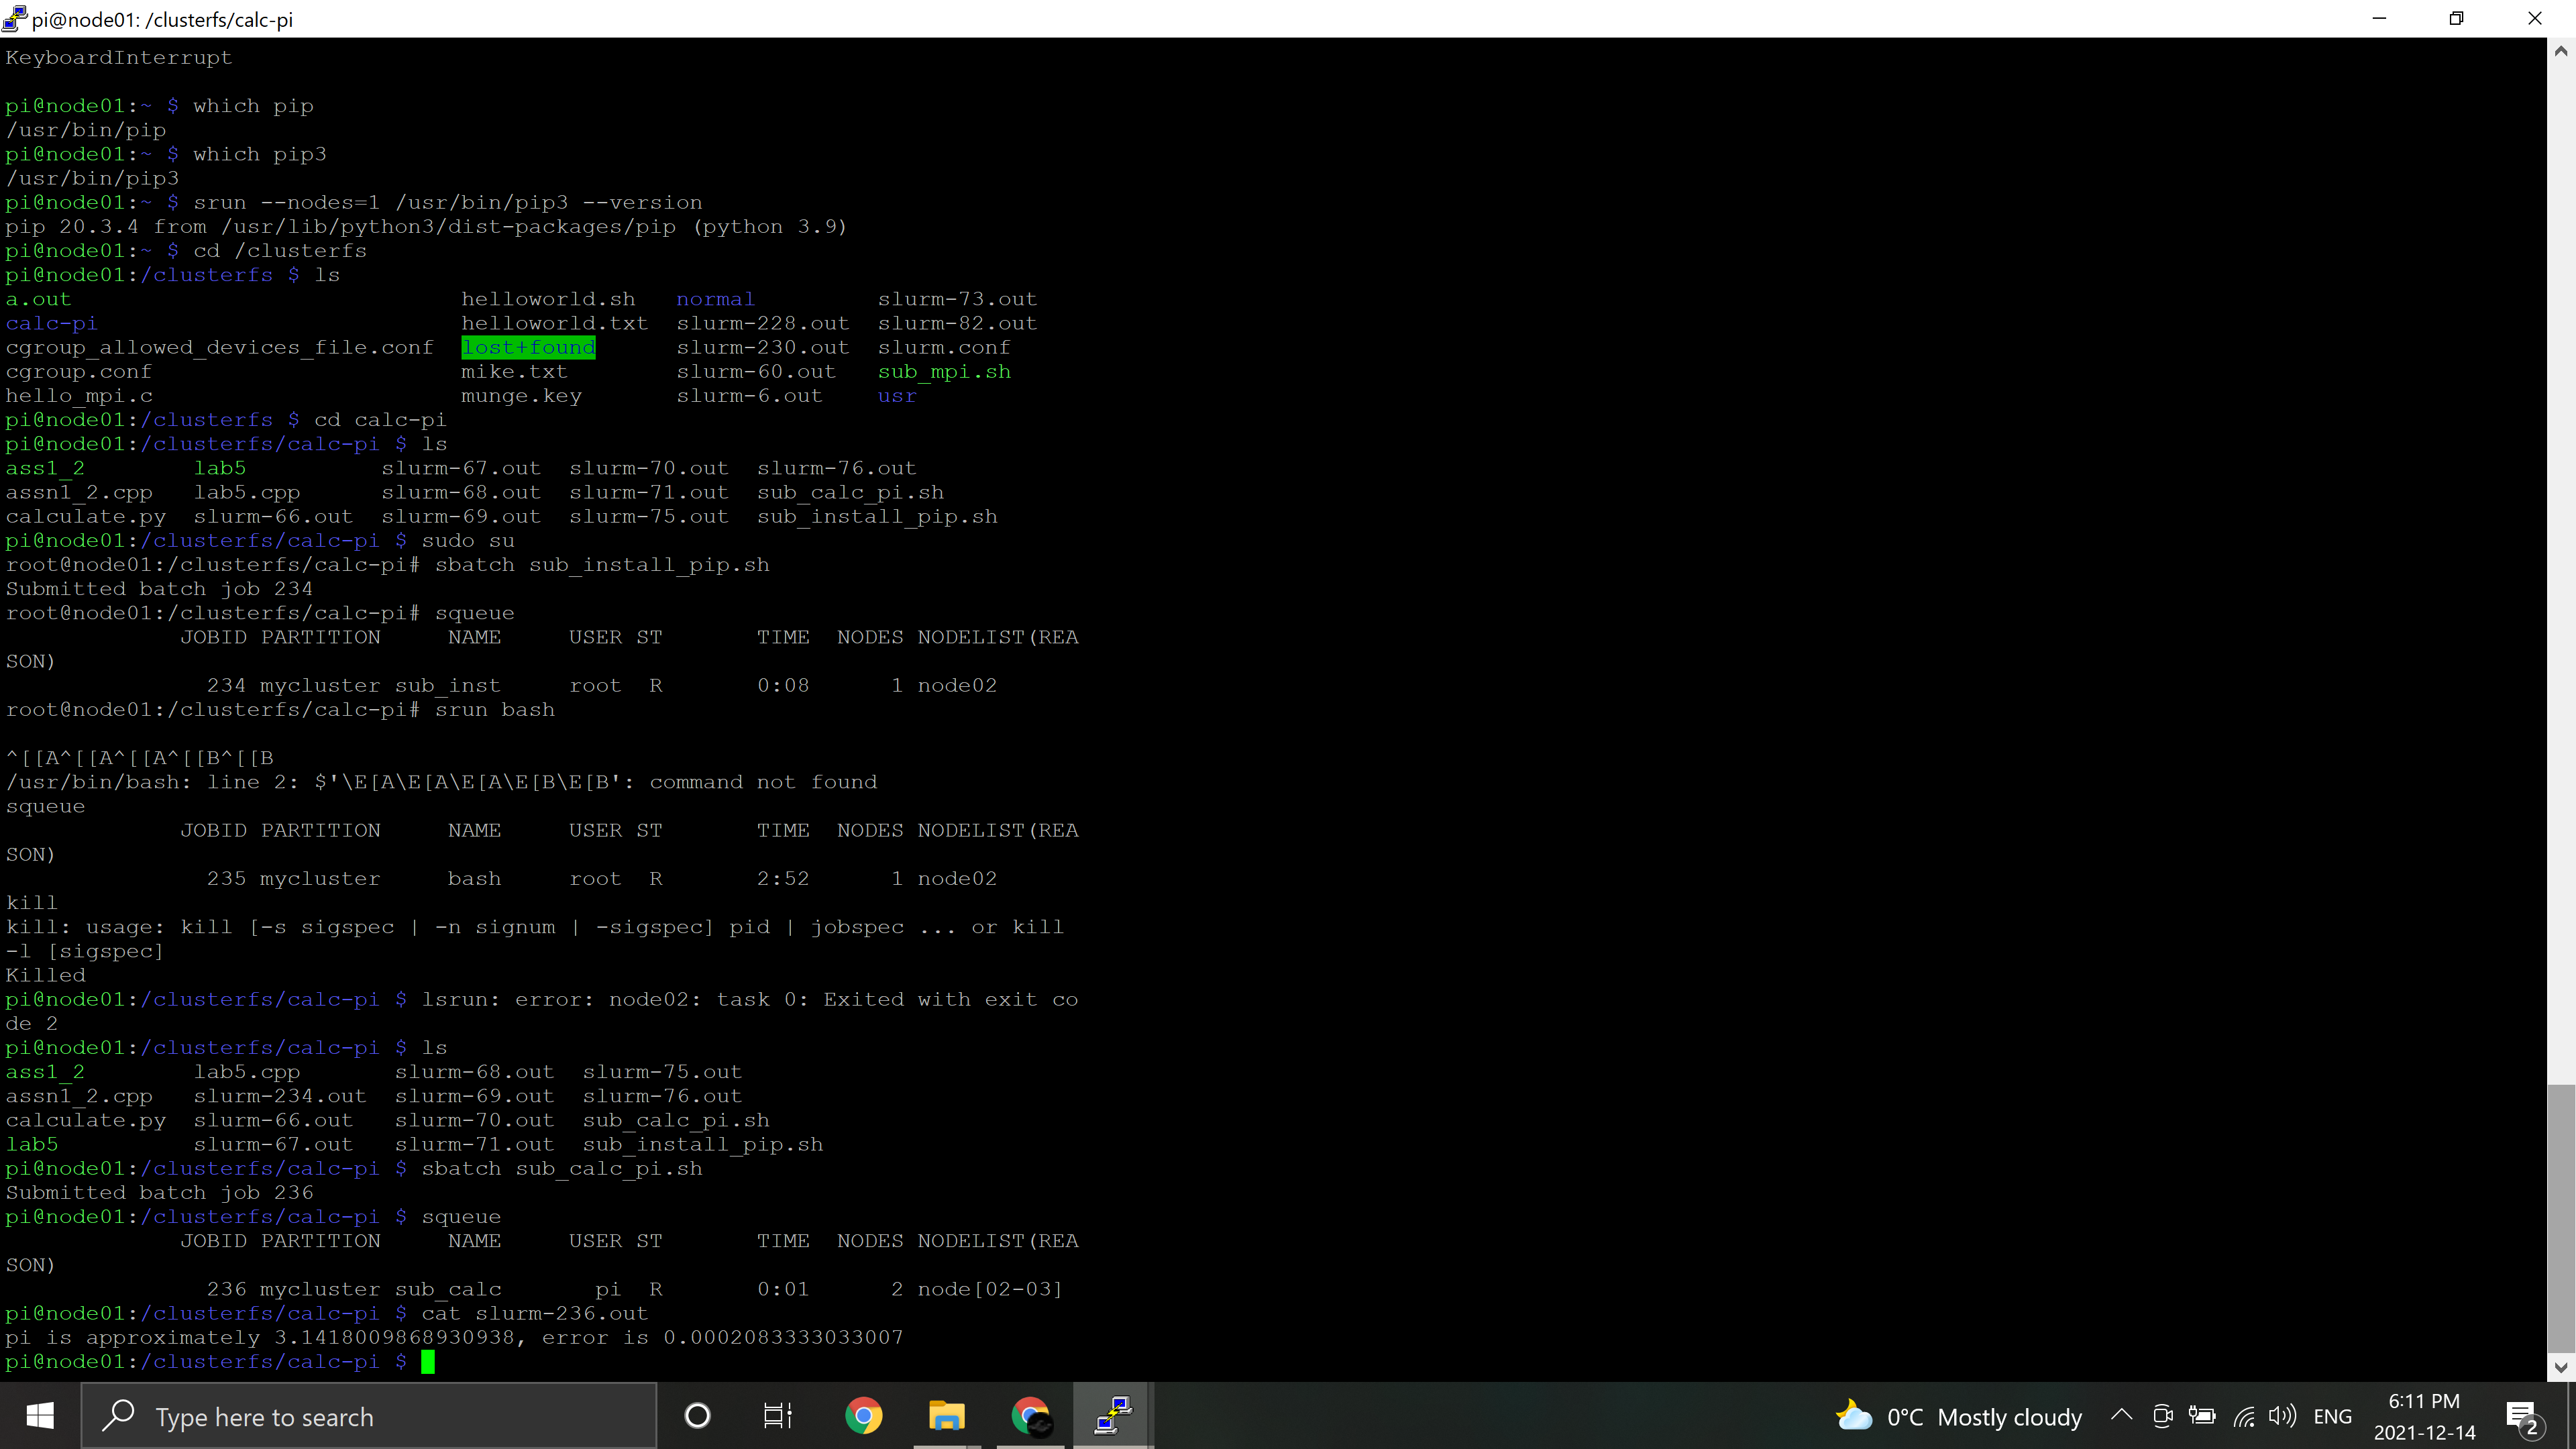 pi@node01: /clusterfs/calc-pi
KeyboardInterrupt
pi@node01:~ $ which pip
/usr/bin/pip
pi@node01:~ $ which pip3
/usr/bin/pip3
pi@node01:~ $ srun --nodes=1 /usr/bin/pip3 --version
pip 20.3.4 from /usr/lib/python3/dist-packages/pip (python 3.9)
pi@node01:~ $ cd /clusterfs
pi@node01:/clusterfs $ ls
a.out helloworld.sh normal slurm-73.out
calc-pi helloworld.txt slurm-228.out slurm-82.out
cgroup_allowed_devices_file.conf lost+found slurm-230.out slurm.conf
cgroup.conf mike.txt slurm-60.out sub_mpi.sh
hello_mpi.c munge.key slurm-6.out usr
pi@node01:/clusterfs $ cd calc-pi
pi@node01:/clusterfs/calc-pi $ ls
ass1_2 lab5 slurm-67.out slurm-70.out slurm-76.out
assn1_2.cpp lab5.cpp slurm-68.out slurm-71.out sub_calc_pi.sh
calculate.py slurm-66.out slurm-69.out slurm-75.out sub_install_pip.sh
pi@node01:/clusterfs/calc-pi $ sudo su
root@node01:/clusterfs/calc-pi# sbatch sub_install_pip.sh
Submitted batch job 234
root@node01:/clusterfs/calc-pi# squeue
JOBID PARTITION NAME USER ST TIME NODES NODELIST(REA
SON)
234 mycluster sub_inst root R 0:08 1 node02
root@node01:/clusterfs/calc-pi# srun bash
^[[A^[[A^[[A^[[B^[[B
/usr/bin/bash: line 2: $'\E[A\E[A\E[A\E[B\E[B': command not found
squeue
JOBID PARTITION NAME USER ST TIME NODES NODELIST(REA
SON)
235 mycluster bash root R 2:52 1 node02
kill
kill: usage: kill [-s sigspec | -n signum | -sigspec] pid | jobspec ... or kill
-l [sigspec]
Killed
pi@node01:/clusterfs/calc-pi $ lsrun: error: node02: task 0: Exited with exit co
de 2
pi@node01:/clusterfs/calc-pi $ ls
ass1_2 lab5.cpp slurm-68.out slurm-75.out
assn1_2.cpp slurm-234.out slurm-69.out slurm-76.out
calculate.py slurm-66.out slurm-70.out sub_calc_pi.sh
lab5 slurm-67.out slurm-71.out sub_install_pip.sh
pi@node01:/clusterfs/calc-pi $ sbatch sub_calc_pi.sh
Submitted batch job 236
pi@node01:/clusterfs/calc-pi $ squeue
JOBID PARTITION NAME USER ST TIME NODES NODELIST(REA
SON)
236 mycluster sub_calc pi R 0:01 2 node[02-03]
pi@node01:/clusterfs/calc-pi $ cat slurm-236.out
pi is approximately 3.1418009868930938, error is 0.0002083333033007
pi@node01:/clusterfs/calc-pi $
Type here to search
0°C Mostly cloudy
ENG
6:11 PM
2021-12-14
2